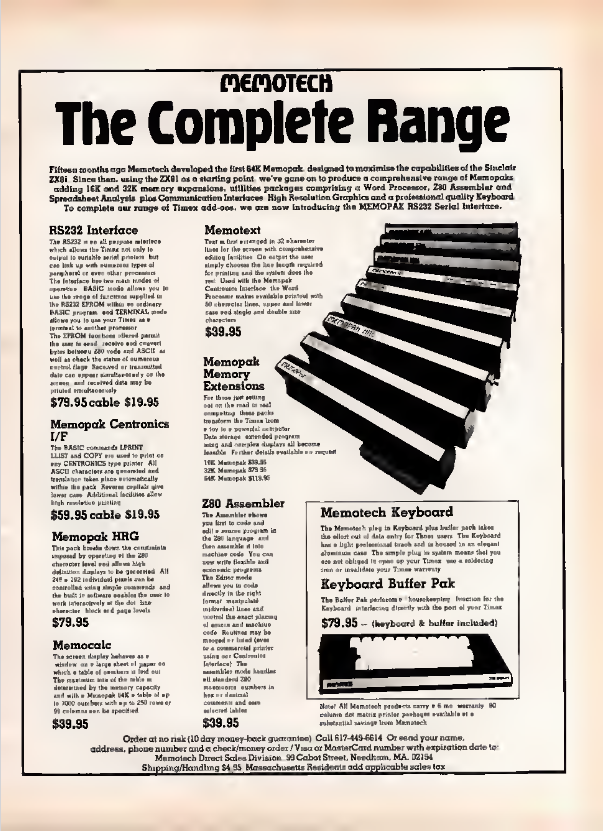 MEMOTECH
The Complete Range
Fifteen months ago Memotech developed the first 64K Memopak, designed to maximise the capabilities of the Sinclair
ZX81. Since then, using the ZX81 as a starting point, we've gone on to produce a comprehensive range of Memopaks,
adding 16K and 32K memory expansions, utilities packages comprising a Word Processor, Z80 Assembler and
Spreadsheet Analysis plus Communication Interfaces High Resolution Graphics and a professional quality Keyboard
To complete our range of Timex add-ons, we are now introducing the MEMOPAK RS232 Serial Interface.
RS232 Interface
The RS232 is an all purpose interface
which allows the Timex not only to
output to suitable serial printers but
can link up with numerous types of
peripheral or even other processors
The Interface has two main modes of
operation BASIC mode allows you to
use the range of functions supplied in
the RS232 EPROM within an ordinary
BASIC program and TERMINAL mode
allows you to use your Timex as a
terminal to another processor
The EPROM functions offered permit
the user to send, receive and convert
bytes between Z80 code and ASCII as
well as check the status of numerous
control flags Received or transmitted
data can appear simultaneously on the
screen, and received data may be
printed simultaneously
$79.95 cable $19.95
Memopak Centronics
I/F
The BASIC commands LPRINT
LLIST and COPY are used to print on
any CENTRONICS type printer All
ASCII characters are generated and
translation takes place automatically
within the pack Reverse capitals give
lower case Additional facilities allow
high resolution printing
$59.95 cable $19.95
Memopak HRG
This pack breaks down the constraints
imposed by operating at the Z80
character level and allows high
definition displays to be generated All
248 x 192 individual pixels can be
controlled using simple commands and
the built in software enables the user to
work interactively at the dot line
character block and page levels
$79.95
Memocalc
The screen display behaves as a
window on a large sheet of paper on
which a table of numbers is laid out
The maximum size of the table is
determined by the memory capacity
and with a Memopak 64K a table of up
to 7000 numbers with up to 250 rows or
99 columns can be specified
$39.95
Memotext
Text is first arranged in 32 character
lines for the screen with comprehensive
editing facilities On output the user
simply chooses the line length required
for printing and the system does the
rest Used with the Memopak
Centronics Interface the Word
Processor makes available printout with
80 character lines, upper and lower
case and single and double size
characters
$39.95
Memopak
Memory
Extensions
For those just setting
out on the road to real
computing these packs
transform the Timex from
a toy to a powerful computer
Data storage extended program
ming and complex displays all become
feasible Further details available on request
16K Memopak $39.95
32K Memopak $79.95
64K Memopak $119.95
Z80 Assembler
The Assembler allows
you first to code and
edit a source program in
the Z80 language and
then assemble it into
machine code You can
now write flexible and
economic programs
The Editor mode
allows you to code
directly in the right
format manipulate
individual lines and
control the exact placing
of source and machine
code Routines may be
merged or listed (even
to a commercial printer
using our Centronics
Interface) The
assembler mode handles
all standard Z80
mnemonics numbers in
hex or decimal
comments and user
selected labels
$39.95
MEMOPAK HRG
MEMOTECH
Memotech Keyboard
The Memotech plug in Keyboard plus buffer pack takes
the effort out of data entry for Timex users The Keyboard
has a light professional touch and is housed in an elegant
aluminum case The simple plug in system means that you
are not obliged to open up your Timex use a soldering
iron or invalidate your Timex warranty
Keyboard Buffer Pak
The Buffer Pak performs a 'housekeeping' function for the
Keyboard interfacing directly with the port of your Timex
$79.95 – (keyboard & buffer included)
Note! All Memotech products carry a 6 mo warranty 80
column dot matrix printer packages available at a
substantial savings from Memotech
Order at no risk (10 day money-back guarantee) Call 617-449-6614 Or send your name,
address, phone number and a check/money order/Visa or MasterCard number with expiration date to:
Memotech Direct Sales Division, 99 Cabot Street, Needham, MA. 02194
Shipping/Handling $4.95 Massachusetts Residents add applicable sales tax